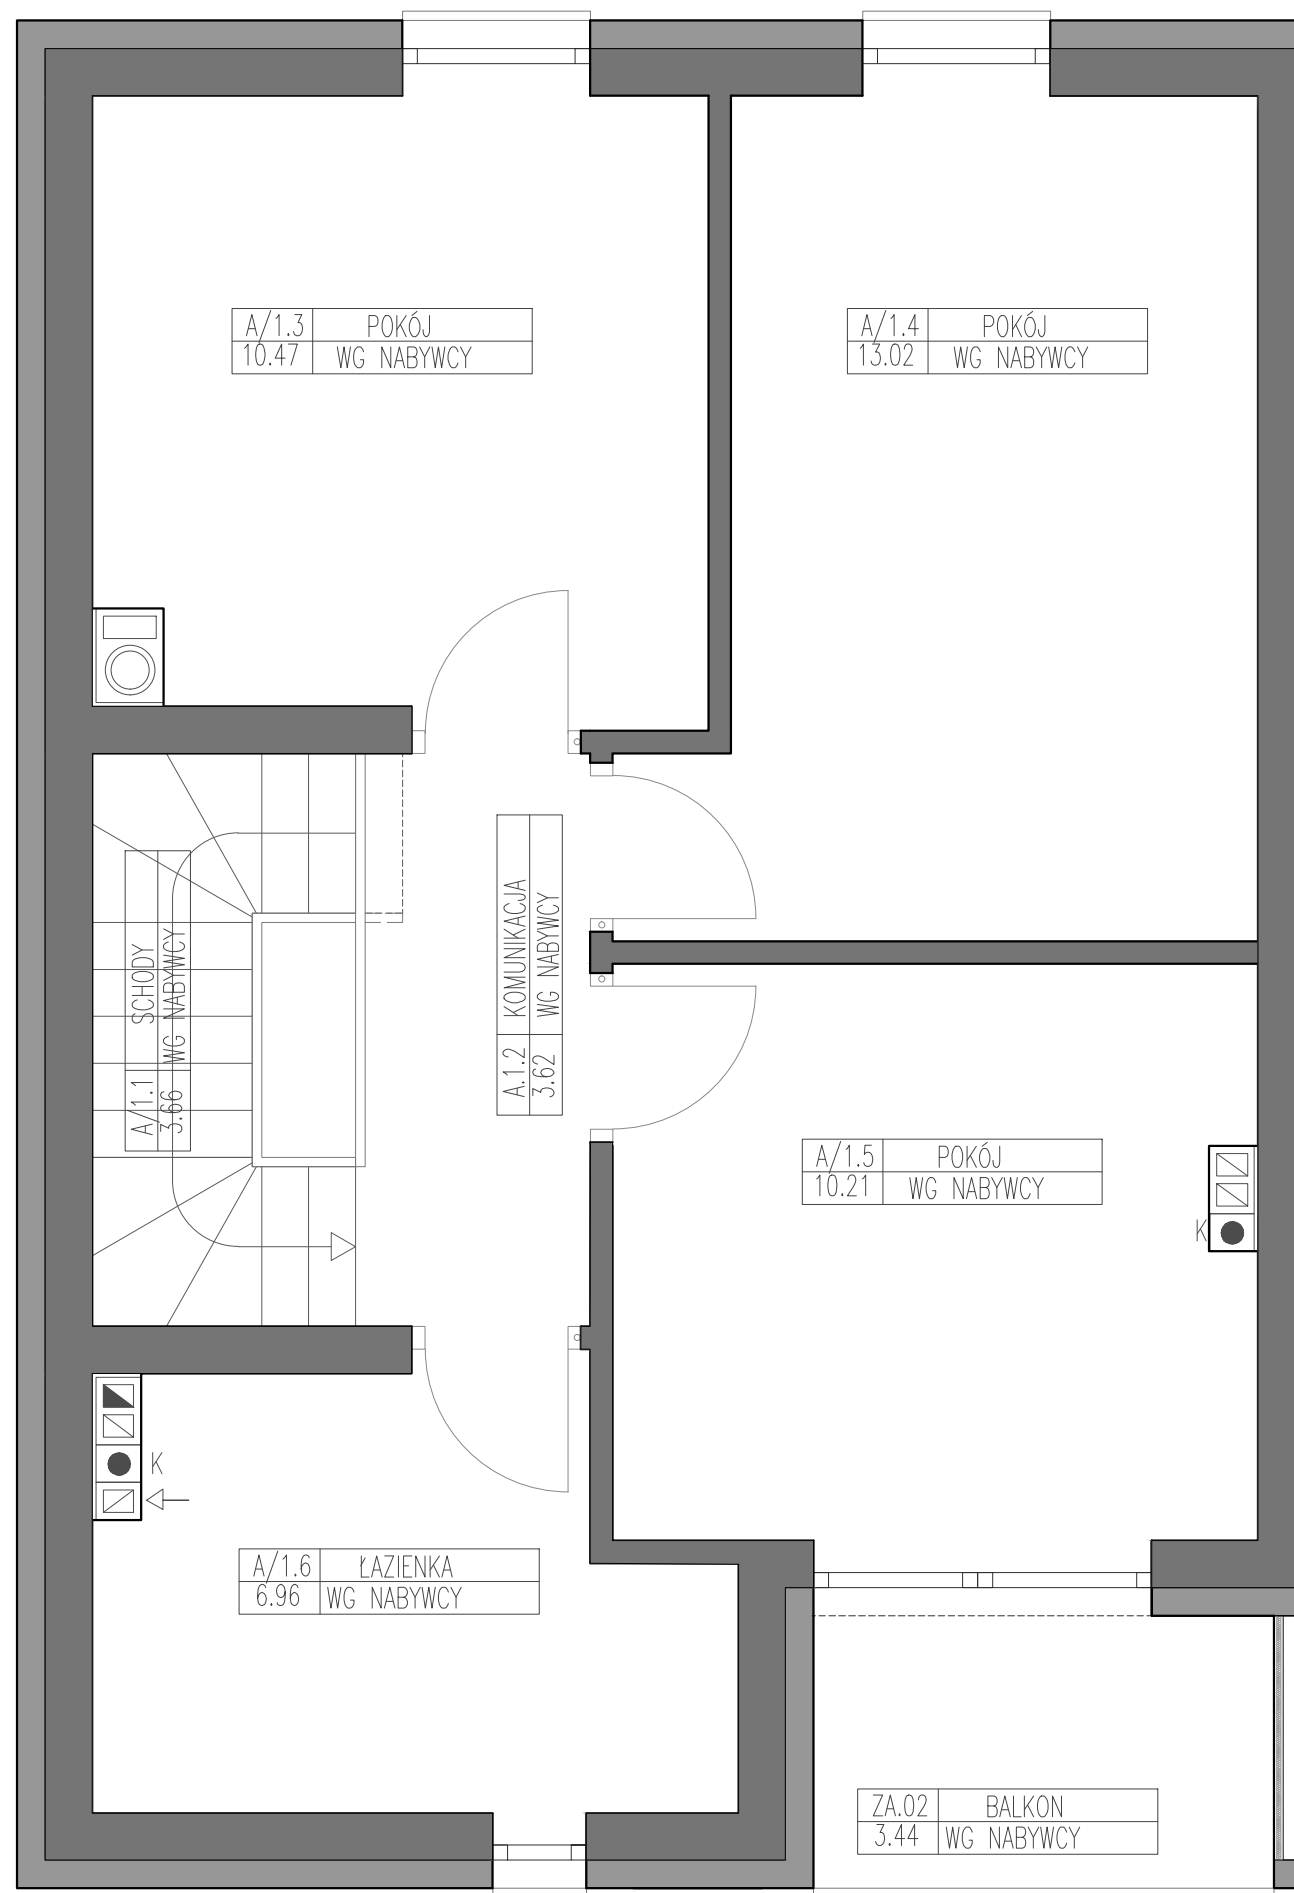 A/1.3 POKÓJ
10.47 WG NABYWCY
A/1.4 POKÓJ
13.02 WG NABYWCY
A/1.1 SCHODY
3.66 WG NABYWCY
A.1.2 KOMUNIKACJA
3.62 WG NABYWCY
A/1.5 POKÓJ
10.21 WG NABYWCY
K
K
A/1.6 ŁAZIENKA
6.96 WG NABYWCY
ZA.02 BALKON
3.44 WG NABYWCY